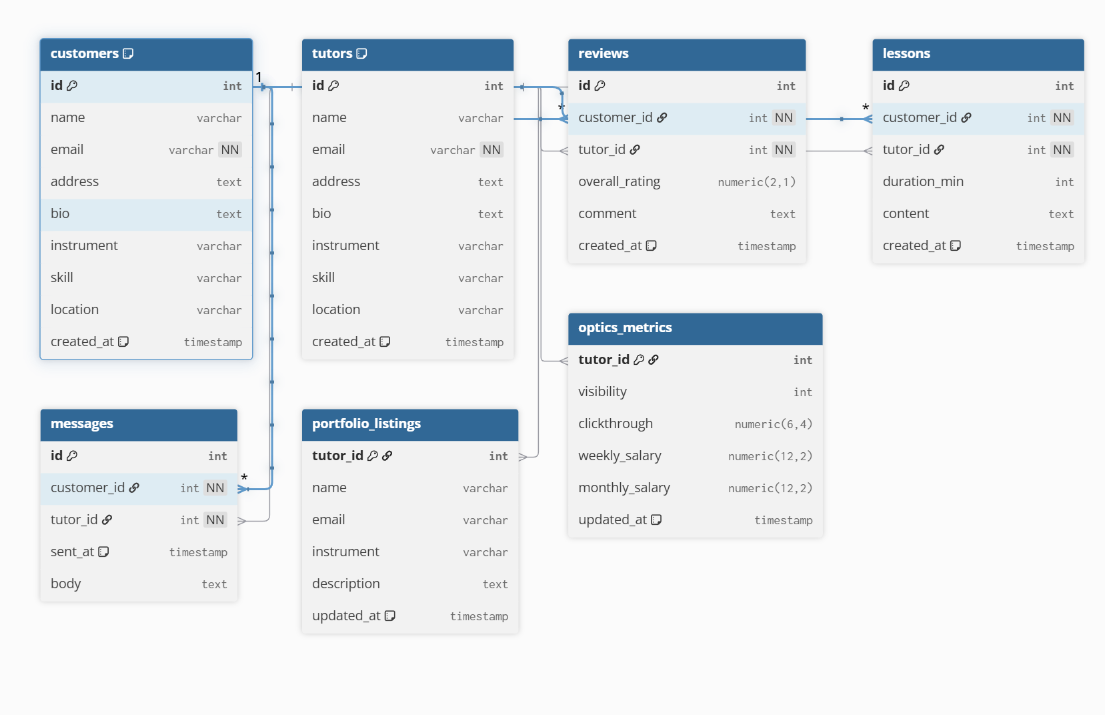 customers
id int
name varchar
email varchar NN
address text
bio text
instrument varchar
skill varchar
location varchar
created_at timestamp
1
tutors
id int
name varchar
email varchar NN
address text
bio text
instrument varchar
skill varchar
location varchar
created_at timestamp
reviews
id int
* customer_id int NN
tutor_id int NN
overall_rating numeric(2,1)
comment text
created_at timestamp
lessons
id int
* customer_id int NN
tutor_id int NN
duration_min int
content text
created_at timestamp
messages
id int
customer_id int NN *
tutor_id int NN
sent_at timestamp
body text
portfolio_listings
tutor_id int
name varchar
email varchar
instrument varchar
description text
updated_at timestamp
optics_metrics
tutor_id int
visibility int
clickthrough numeric(6,4)
weekly_salary numeric(12,2)
monthly_salary numeric(12,2)
updated_at timestamp